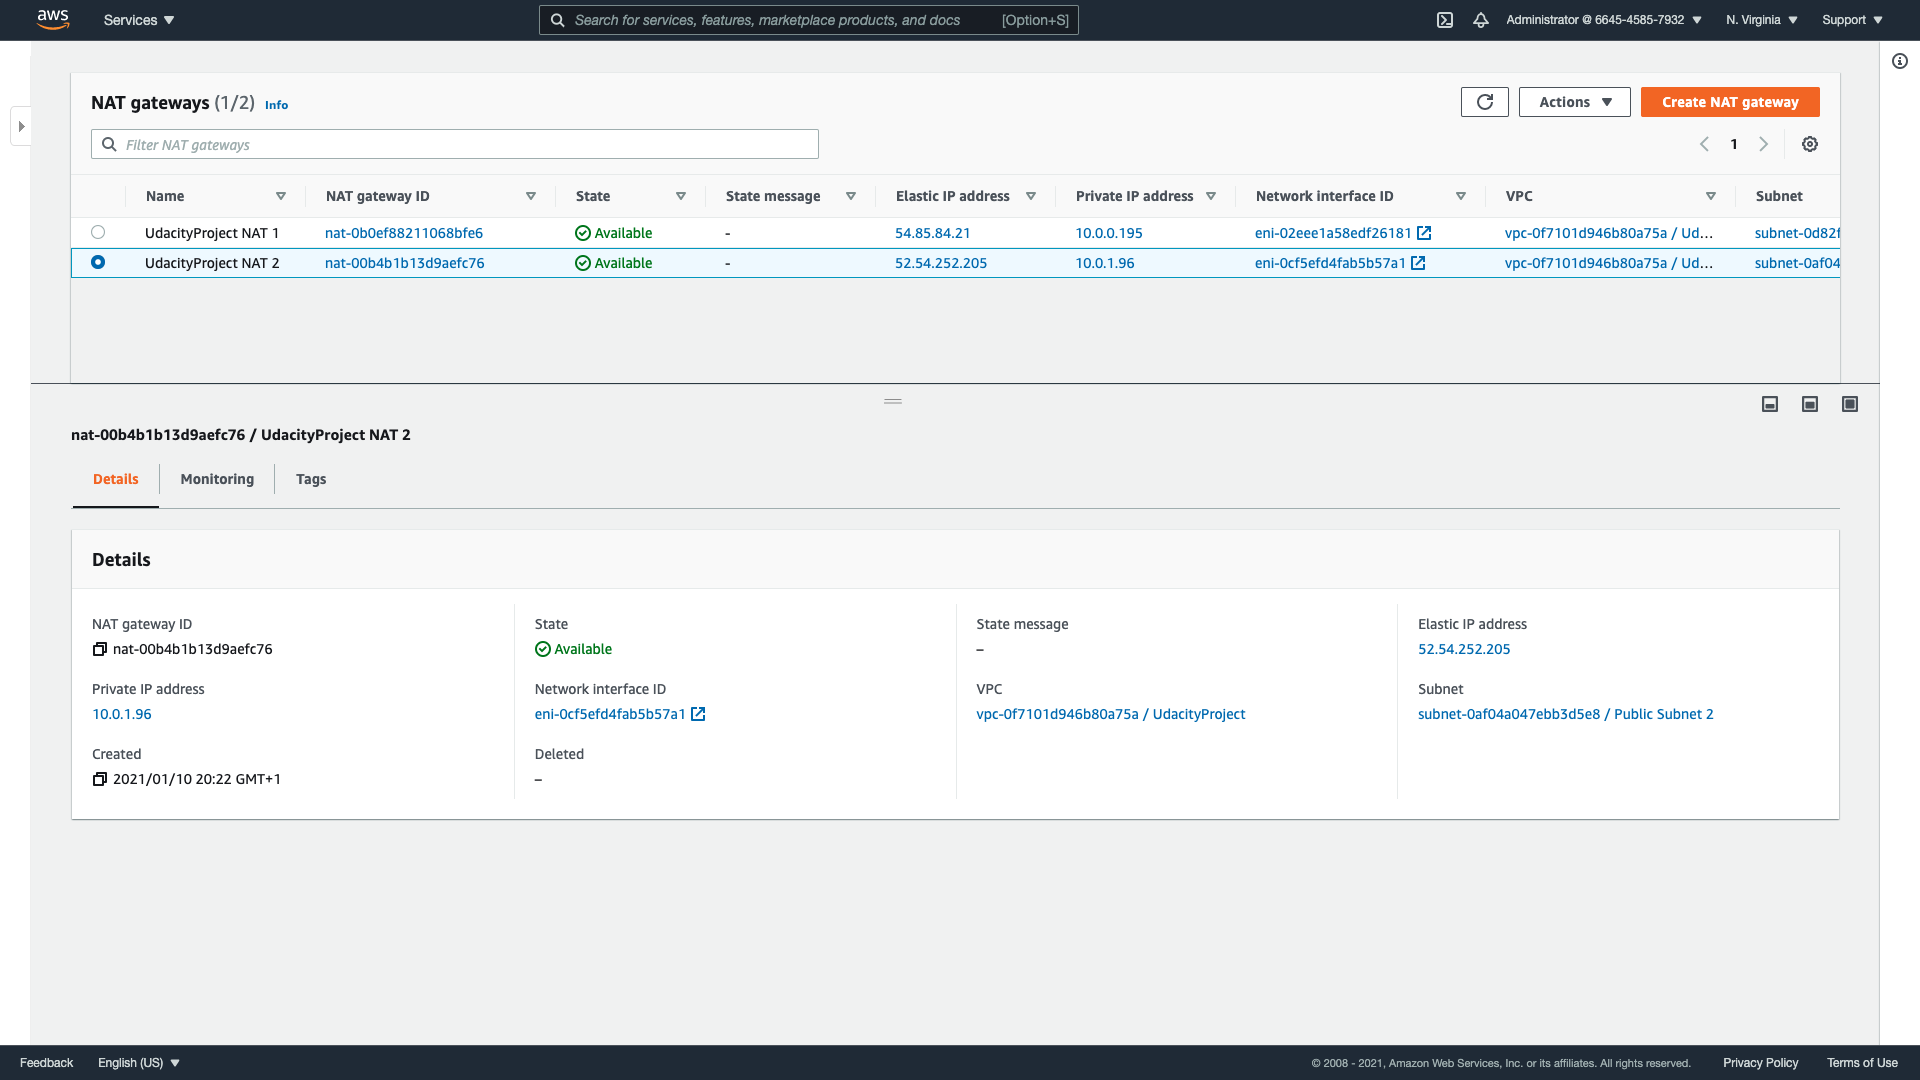 aws Services Search for services, features, marketplace products, and docs [Option+S] Administrator @ 6645-4585-7932 N. Virginia Support
NAT gateways (1/2) Info Actions Create NAT gateway
Filter NAT gateways 1
Name NAT gateway ID State State message Elastic IP address Private IP address Network interface ID VPC Subnet
UdacityProject NAT 1 nat-0b0ef88211068bfe6 Available - 54.85.84.21 10.0.0.195 eni-02eee1a58edf26181 vpc-0f7101d946b80a75a / Ud... subnet-0d82f
UdacityProject NAT 2 nat-00b4b1b13d9aefc76 Available - 52.54.252.205 10.0.1.96 eni-0cf5efd4fab5b57a1 vpc-0f7101d946b80a75a / Ud... subnet-0af04
nat-00b4b1b13d9aefc76 / UdacityProject NAT 2
Details Monitoring Tags
Details
NAT gateway ID State State message Elastic IP address
nat-00b4b1b13d9aefc76 Available – 52.54.252.205
Private IP address Network interface ID VPC Subnet
10.0.1.96 eni-0cf5efd4fab5b57a1 vpc-0f7101d946b80a75a / UdacityProject subnet-0af04a047ebb3d5e8 / Public Subnet 2
Created Deleted
2021/01/10 20:22 GMT+1 –
Feedback English (US) © 2008 - 2021, Amazon Web Services, Inc. or its affiliates. All rights reserved. Privacy Policy Terms of Use